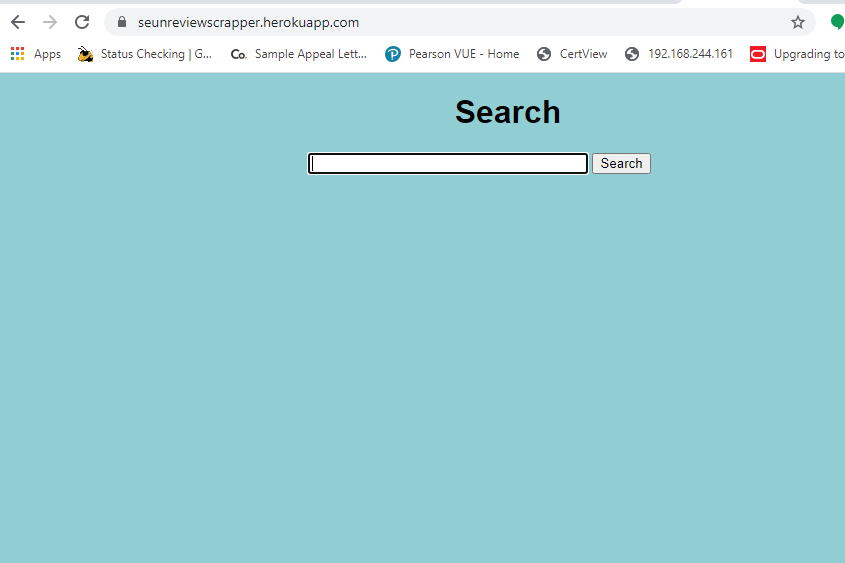 seunreviewscrapper.herokuapp.com
Apps Status Checking | G... Co. Sample Appeal Lett... Pearson VUE - Home CertView 192.168.244.161 Upgrading to
Search
Search